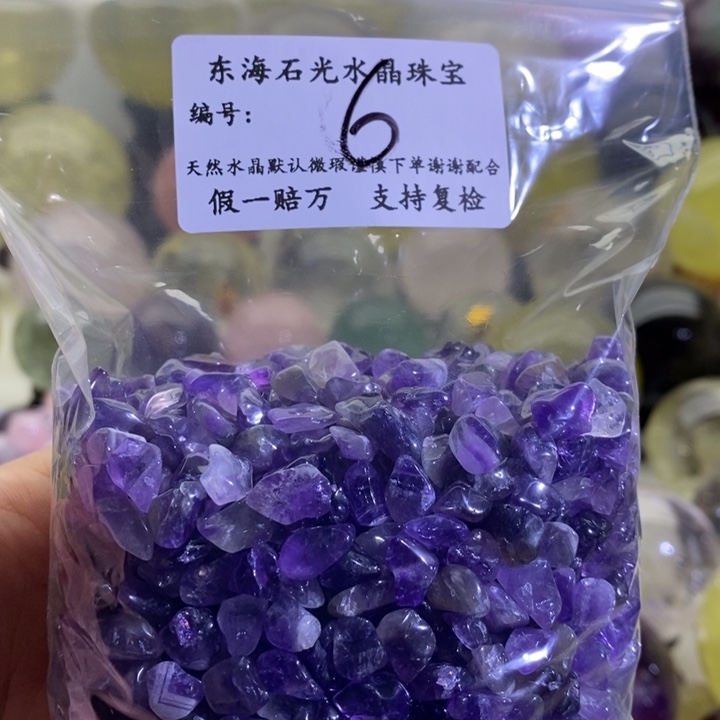 东海石光水晶珠宝
编号: 6
天然水晶默认微瑕谨慎下单谢谢配合
假一赔万 支持复检